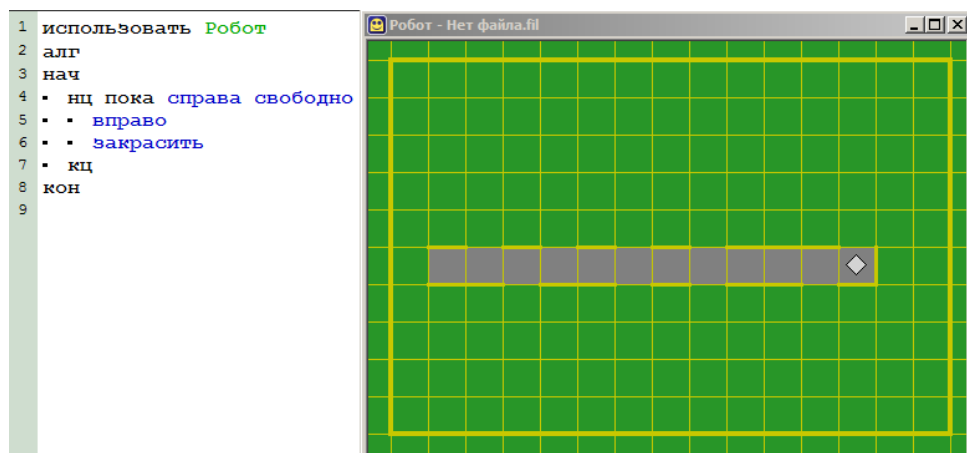 1 использовать Робот
2 алг
3 нач
4 ▪ нц пока справа свободно
5 ▪ ▪ вправо
6 ▪ ▪ закрасить
7 ▪ кц
8 кон
9
Робот - Нет файла.fil